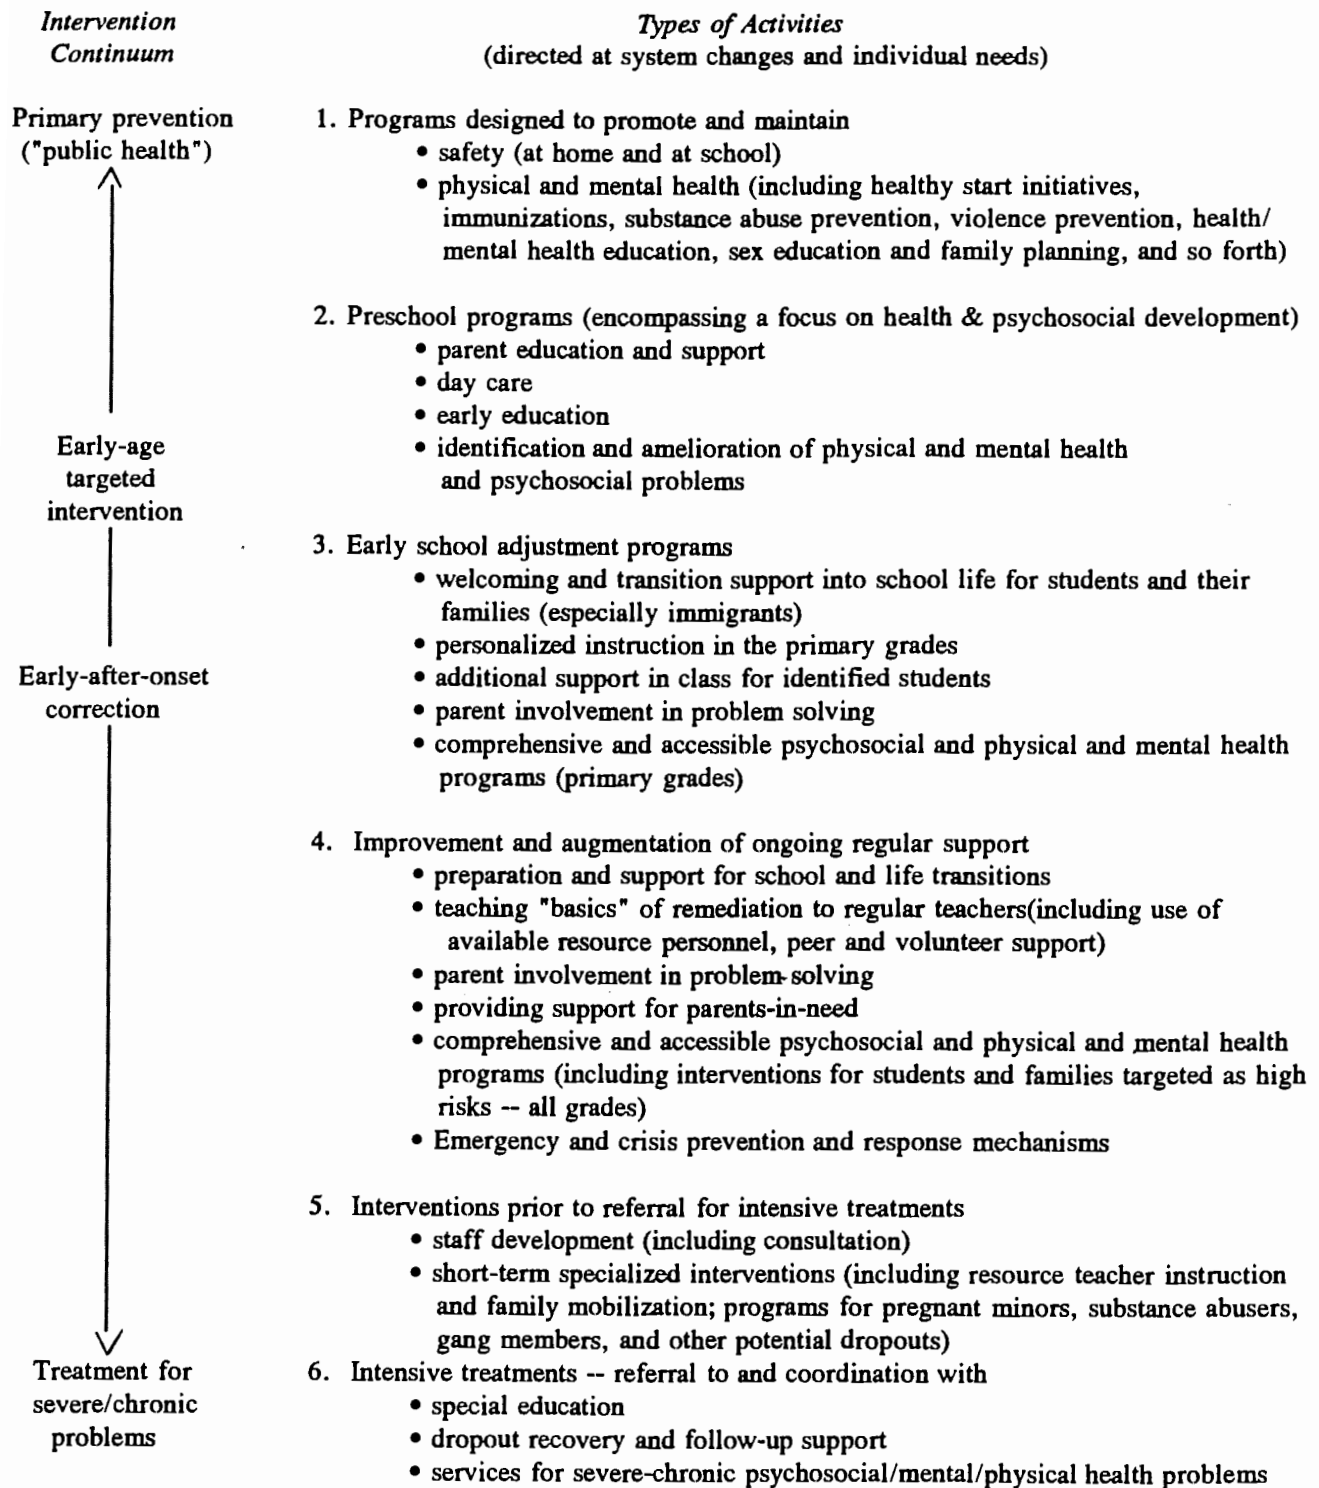 Intervention
Continuum
Types of Activities
(directed at system changes and individual needs)
Primary prevention
("public health")
1. Programs designed to promote and maintain
• safety (at home and at school)
• physical and mental health (including healthy start initiatives,
immunizations, substance abuse prevention, violence prevention, health/
mental health education, sex education and family planning, and so forth)
2. Preschool programs (encompassing a focus on health & psychosocial development)
• parent education and support
• day care
• early education
• identification and amelioration of physical and mental health
and psychosocial problems
Early-age
targeted
intervention
3. Early school adjustment programs
• welcoming and transition support into school life for students and their
families (especially immigrants)
• personalized instruction in the primary grades
• additional support in class for identified students
• parent involvement in problem solving
• comprehensive and accessible psychosocial and physical and mental health
programs (primary grades)
Early-after-onset
correction
4. Improvement and augmentation of ongoing regular support
• preparation and support for school and life transitions
• teaching "basics" of remediation to regular teachers(including use of
available resource personnel, peer and volunteer support)
• parent involvement in problem-solving
• providing support for parents-in-need
• comprehensive and accessible psychosocial and physical and mental health
programs (including interventions for students and families targeted as high
risks -- all grades)
• Emergency and crisis prevention and response mechanisms
5. Interventions prior to referral for intensive treatments
• staff development (including consultation)
• short-term specialized interventions (including resource teacher instruction
and family mobilization; programs for pregnant minors, substance abusers,
gang members, and other potential dropouts)
Treatment for
severe/chronic
problems
6. Intensive treatments -- referral to and coordination with
• special education
• dropout recovery and follow-up support
• services for severe-chronic psychosocial/mental/physical health problems